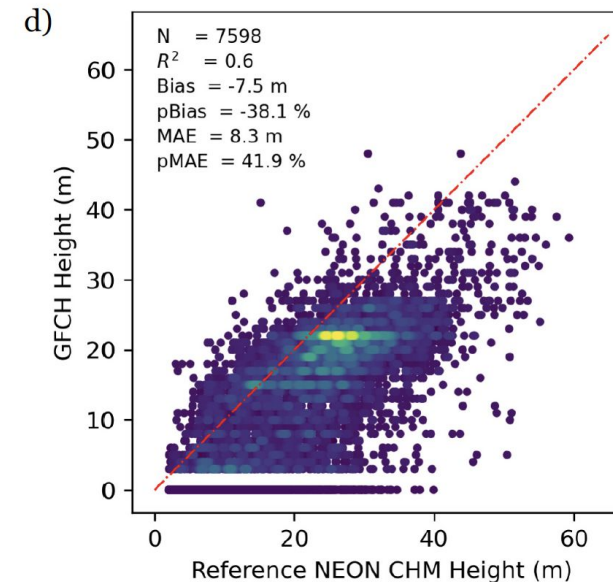 d)
N = 7598
R² = 0.6
Bias = -7.5 m
pBias = -38.1 %
MAE = 8.3 m
pMAE = 41.9 %
60
50
40
30
20
10
0
GFCH Height (m)
0 20 40 60
Reference NEON CHM Height (m)